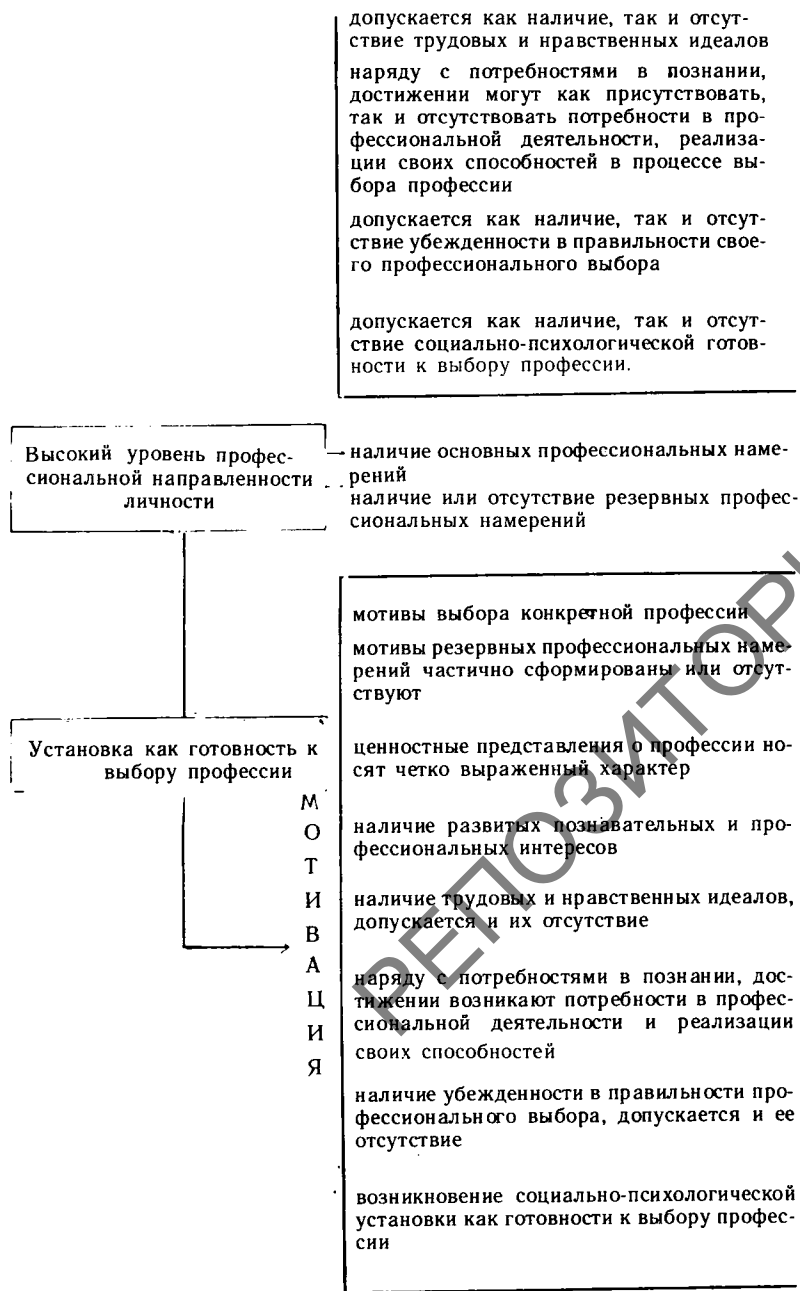 допускается как наличие, так и отсут-
ствие трудовых и нравственных идеалов
наряду с потребностями в познании,
достижении могут как присутствовать,
так и отсутствовать потребности в про-
фессиональной деятельности, реализа-
ции своих способностей в процессе вы-
бора профессии
допускается как наличие, так и отсут-
ствие убежденности в правильности свое-
го профессионального выбора
допускается как наличие, так и отсут-
ствие социально-психологической готов-
ности к выбору профессии.
Высокий уровень профес-
сиональной направленности
личности
наличие основных профессиональных наме-
рений
наличие или отсутствие резервных профес-
сиональных намерений
Установка как готовность к
выбору профессии
М
О
Т
И
В
А
Ц
И
Я
мотивы выбора конкретной профессии
мотивы резервных профессиональных наме-
рений частично сформированы или отсут-
ствуют
ценностные представления о профессии но-
сят четко выраженный характер
наличие развитых познавательных и про-
фессиональных интересов
наличие трудовых и нравственных идеалов,
допускается и их отсутствие
наряду с потребностями в познании, дос-
тижении возникают потребности в профес-
сиональной деятельности и реализации
своих способностей
наличие убежденности в правильности про-
фессионального выбора, допускается и ее
отсутствие
возникновение социально-психологической
установки как готовности к выбору профес-
сии
РЕПОЗИТОРИ